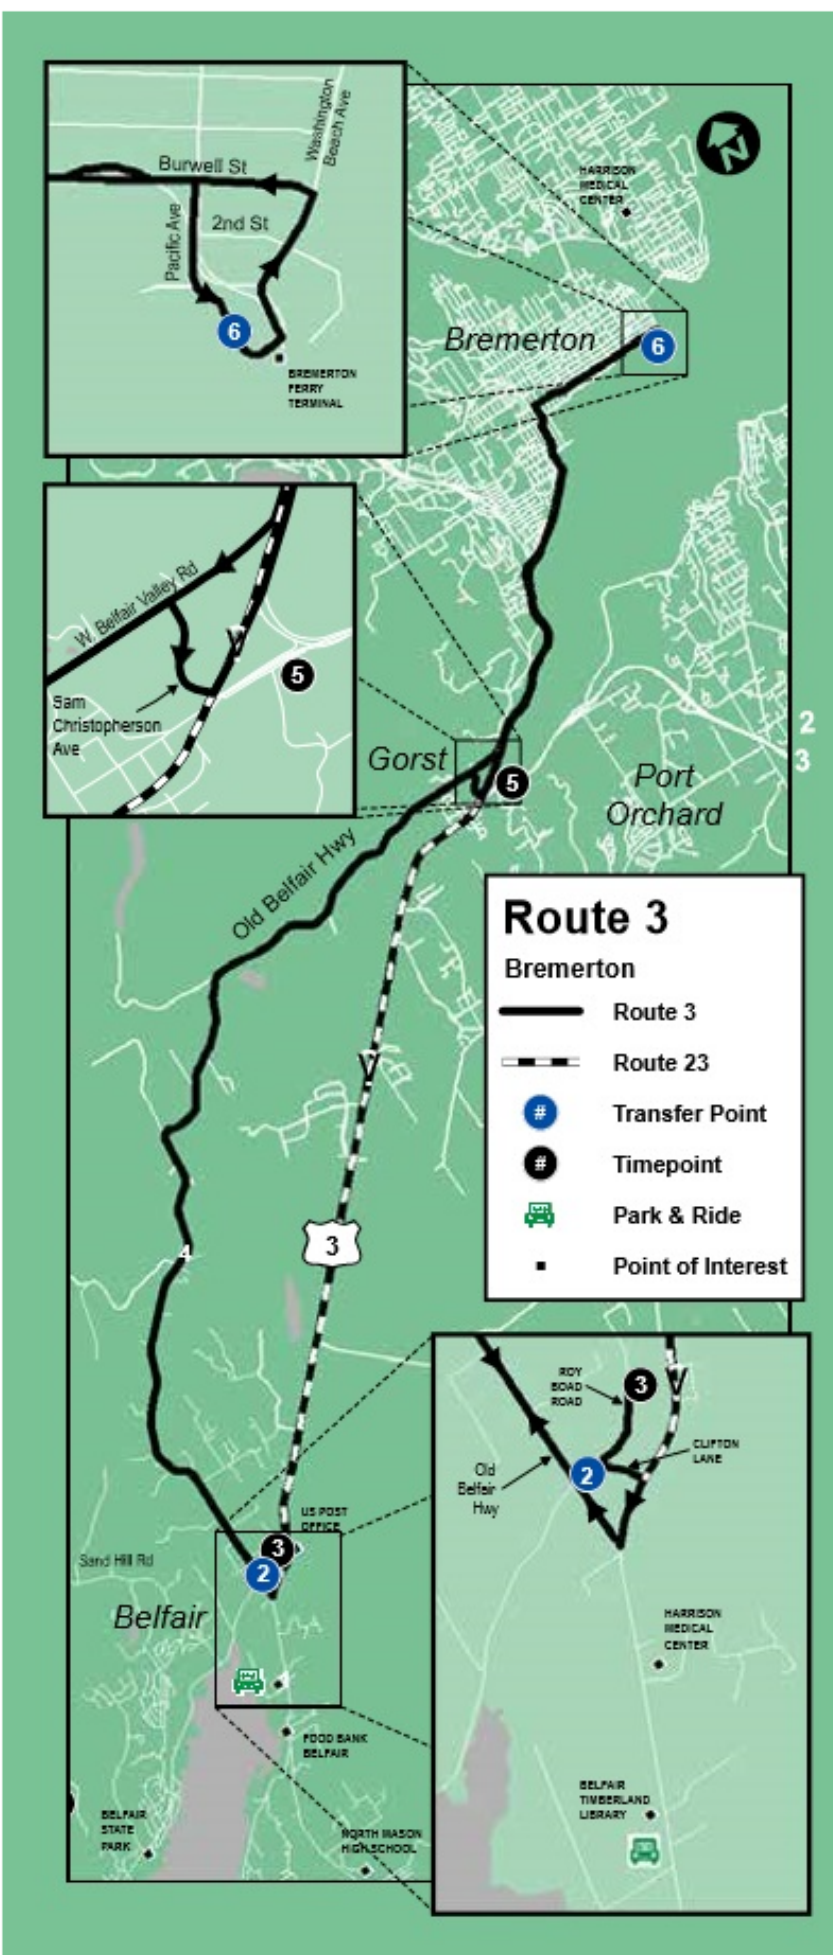 Washington
Beach Ave
Burwell St
2nd St
Pacific Ave
6
BREMERTON
FERRY
TERMINAL
N
HARRISON
MEDICAL
CENTER
Bremerton
6
W. Belfair Valley Rd
5
Sam
Christopherson
Ave
2
3
Gorst
5
Port
Orchard
Old Belfair Hwy
Route 3
Bremerton
Route 3
Route 23
# Transfer Point
# Timepoint
Park & Ride
Point of Interest
3
4
US POST
OFFICE
Sand Hill Rd
3
2
Belfair
FOOD BANK
BELFAIR
BELFAIR
STATE
PARK
NORTH MASON
HIGH SCHOOL
ROY
BOAD
ROAD
3
CLIFTON
LANE
2
Old
Belfair
Hwy
HARRISON
MEDICAL
CENTER
BELFAIR
TIMBERLAND
LIBRARY